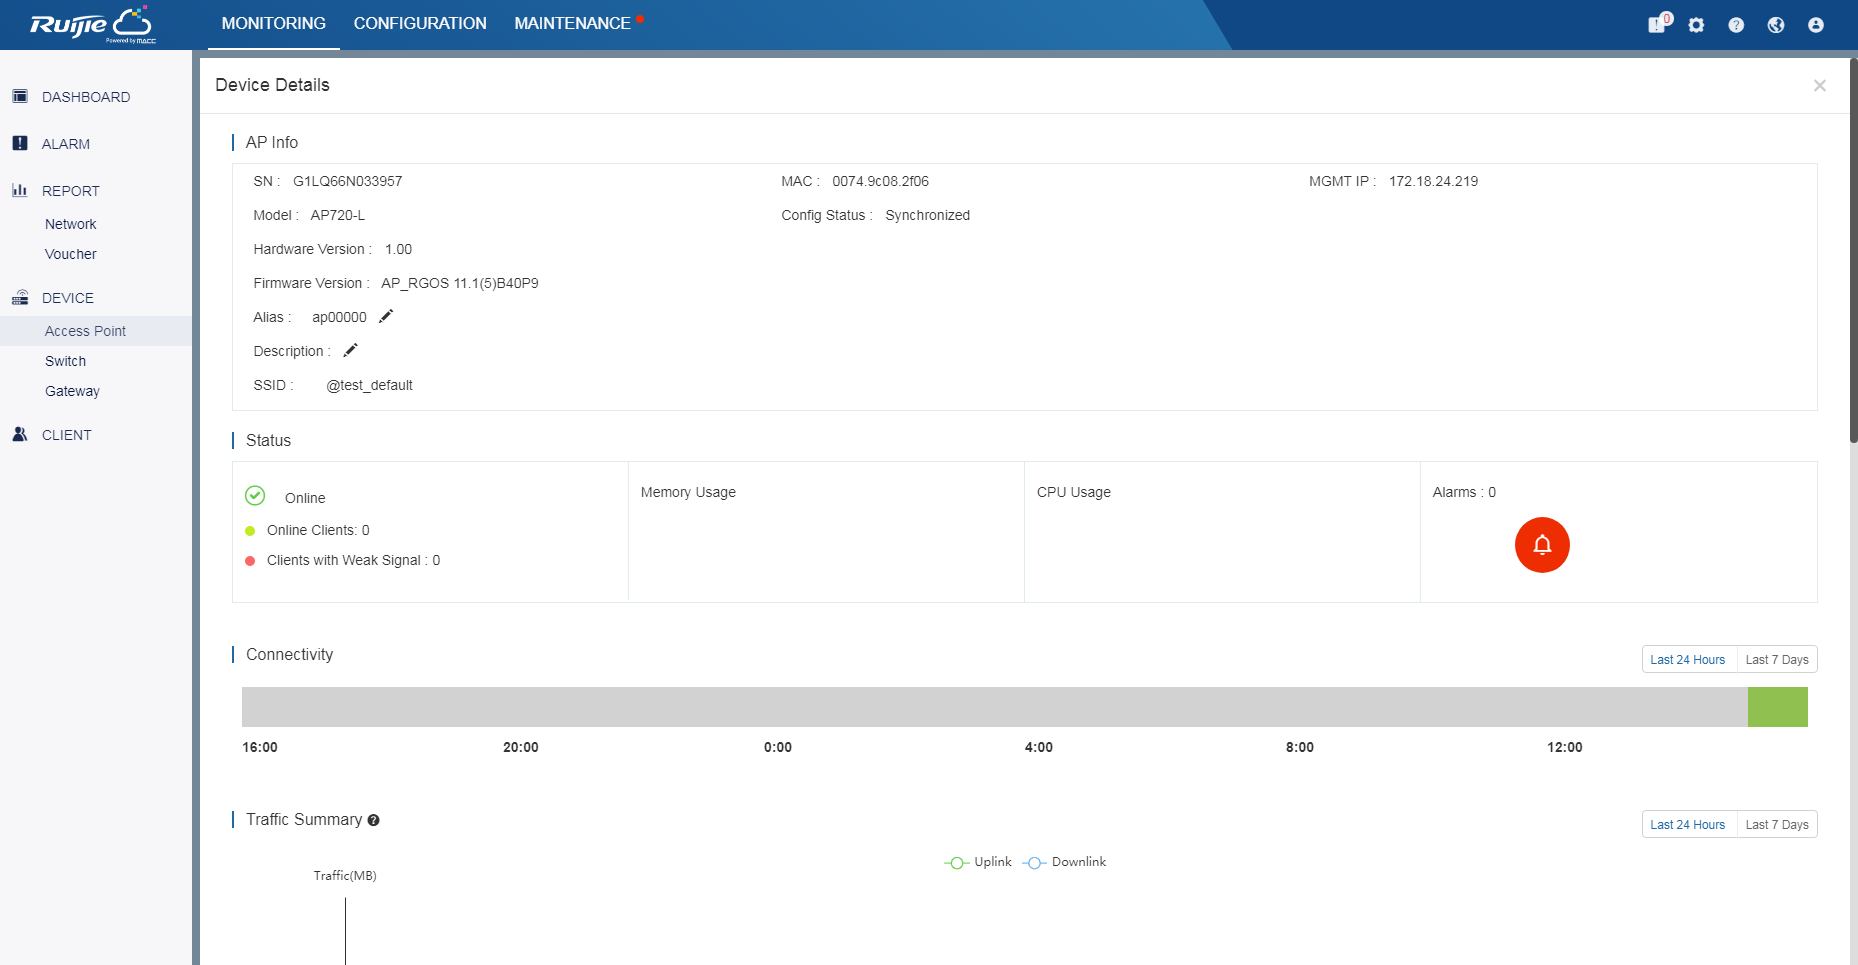 Ruijie
Powered by MACC
MONITORING CONFIGURATION MAINTENANCE
0
DASHBOARD
ALARM
REPORT
Network
Voucher
DEVICE
Access Point
Switch
Gateway
CLIENT
Device Details
AP Info
SN : G1LQ66N033957 MAC : 0074.9c08.2f06 MGMT IP : 172.18.24.219
Model : AP720-L Config Status : Synchronized
Hardware Version : 1.00
Firmware Version : AP_RGOS 11.1(5)B40P9
Alias : ap00000
Description :
SSID : @test_default
Status
Online
Online Clients: 0
Clients with Weak Signal : 0
Memory Usage
CPU Usage
Alarms : 0
Connectivity
Last 24 Hours Last 7 Days
16:00 20:00 0:00 4:00 8:00 12:00
Traffic Summary
Last 24 Hours Last 7 Days
Uplink Downlink
Traffic(MB)